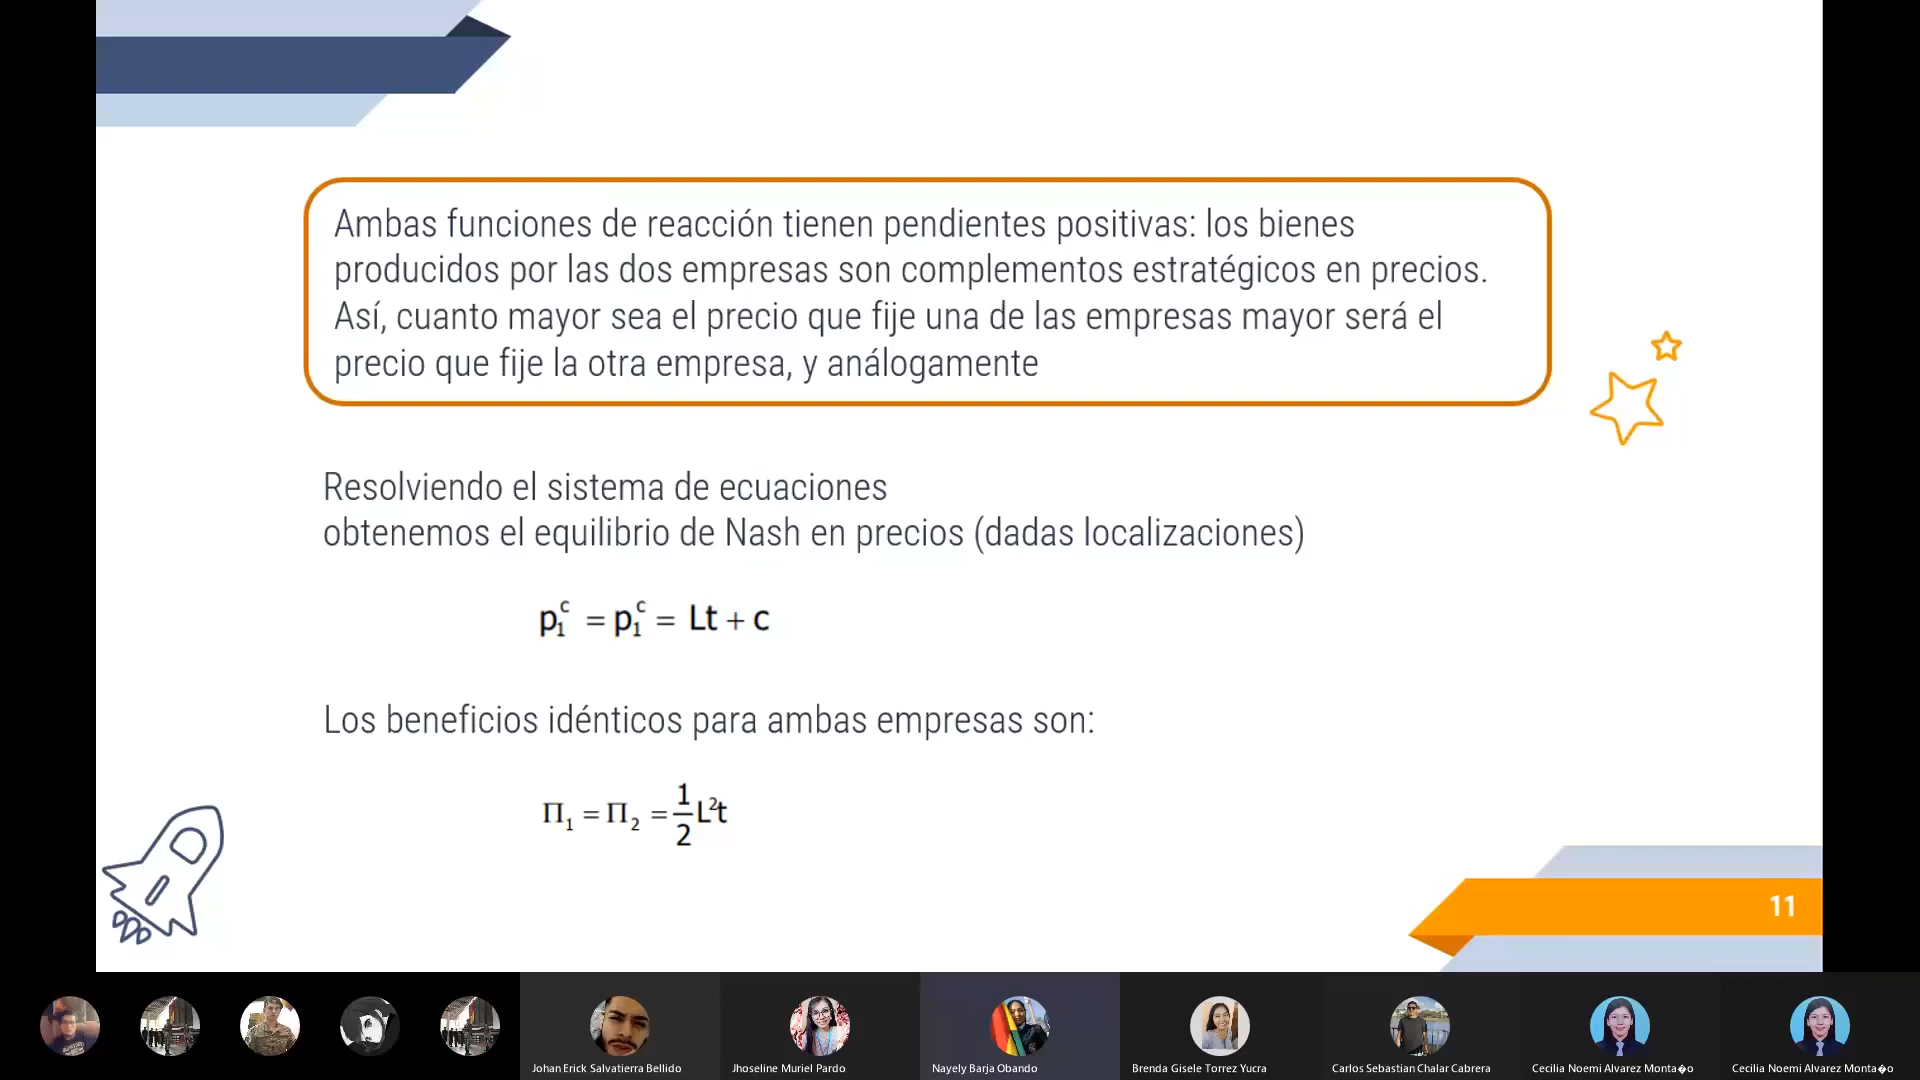 Ambas funciones de reacción tienen pendientes positivas: los bienes
producidos por las dos empresas son complementos estratégicos en precios.
Así, cuanto mayor sea el precio que fije una de las empresas mayor será el
precio que fije la otra empresa, y análogamente
Resolviendo el sistema de ecuaciones
obtenemos el equilibrio de Nash en precios (dadas localizaciones)
p₁ᶜ = p₁ᶜ = Lt + c
Los beneficios idénticos para ambas empresas son:
Π₁ = Π₂ = 1/2 L²t
11
Johan Erick Salvatierra Bellido
Jhoseline Muriel Pardo
Nayely Barja Obando
Brenda Gisele Torrez Yucra
Carlos Sebastian Chalar Cabrera
Cecilia Noemi Alvarez Monta�o
Cecilia Noemi Alvarez Monta�o